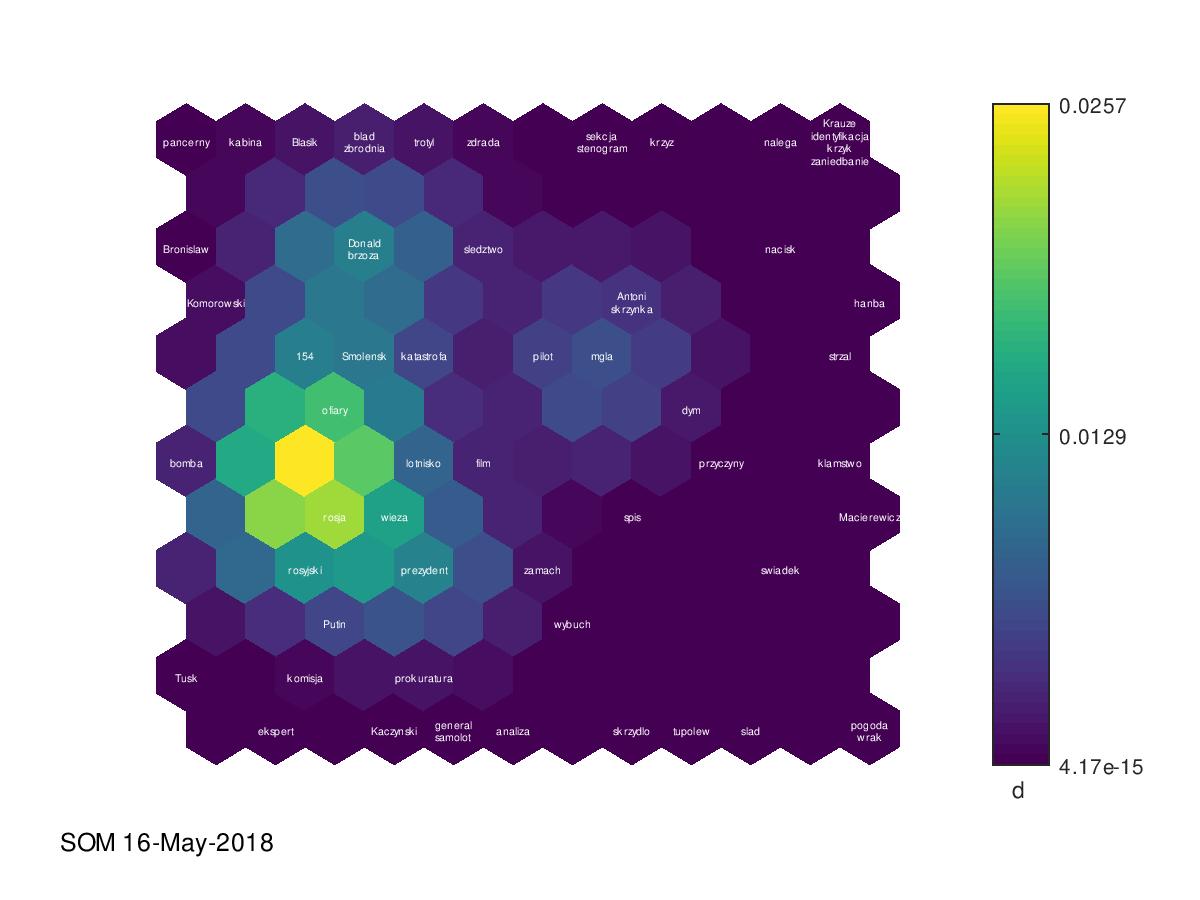 0.0257
Krauze
pancerny kabina Blasik blad zbrodnia trotyl zdrada sekcja stenogram krzyz nalega identyfikacja krzyk zaniedbanie
Bronislaw Donald brzoza sledztwo nacisk
Komorowski Antoni skrzynka hanba
154 Smolensk katastrofa pilot mgla strzal
ofiary dym
0.0129
bomba lotnisko film przyczyny klamstwo
rosja wieza spis Macierewicz
rosyjski prezydent zamach swiadek
Putin wybuch
Tusk komisja prokuratura
ekspert Kaczynski general samolot analiza skrzydlo tupolew slad pogoda wrak
4.17e-15
d
SOM 16-May-2018